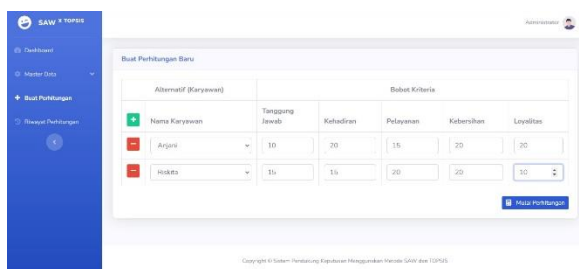 SAW X TOPSIS
Administrator
Dashboard
Master Data
Buat Perhitungan
Riwayat Perhitungan
Buat Perhitungan Baru
Alternatif (Karyawan) Bobot Kriteria
Nama Karyawan Tanggung Jawab Kehadiran Pelayanan Kebersihan Loyalitas
Anjani 10 20 15 20 20
Riskita 15 15 20 20 10
Mulai Perhitungan
Copyright © Sistem Pendukung Keputusan Menggunakan Metode SAW dan TOPSIS